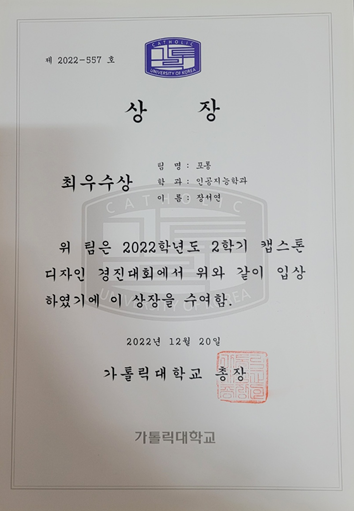 제 2022-557 호
CATHOLIC
UNIVERSITY OF KOREA
상 장
팀 명 : 포통
최우수상
학 과 : 인공지능학과
이 름 : 장서연
위 팀은 2022학년도 2학기 캡스톤
디자인 경진대회에서 위와 같이 입상
하였기에 이 상장을 수여함.
2022년 12월 20일
가톨릭대학교 총장
가톨릭대학교